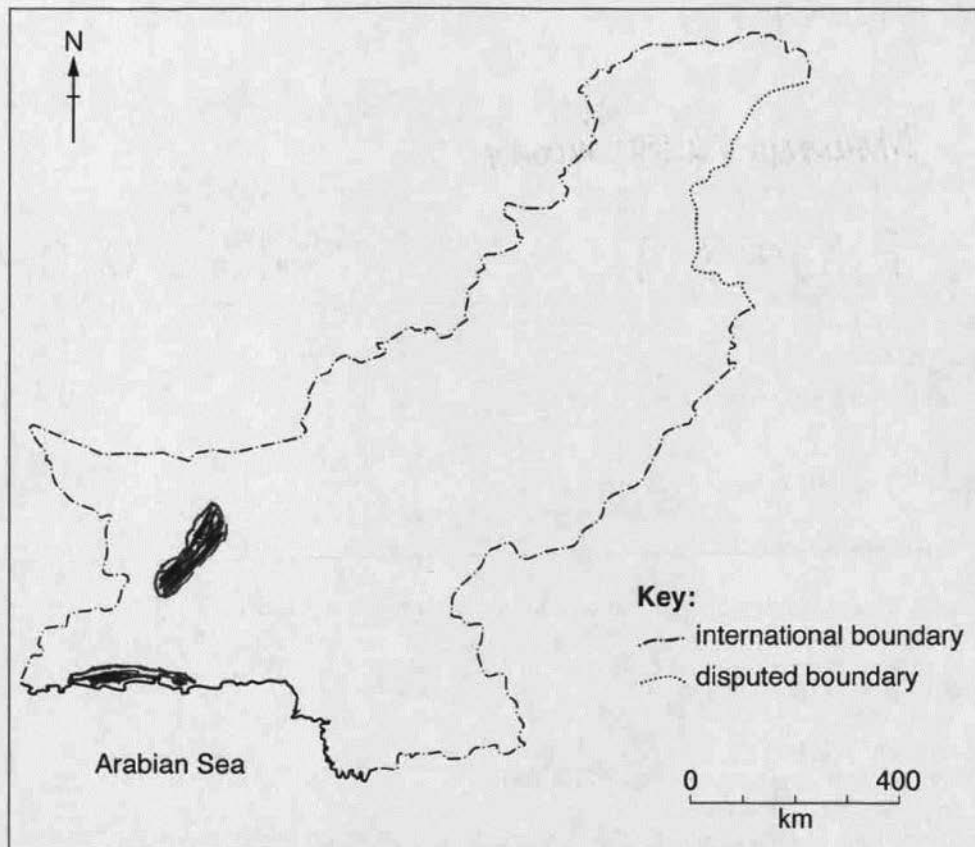 N
Key:
international boundary
disputed boundary
Arabian Sea
0 400
km